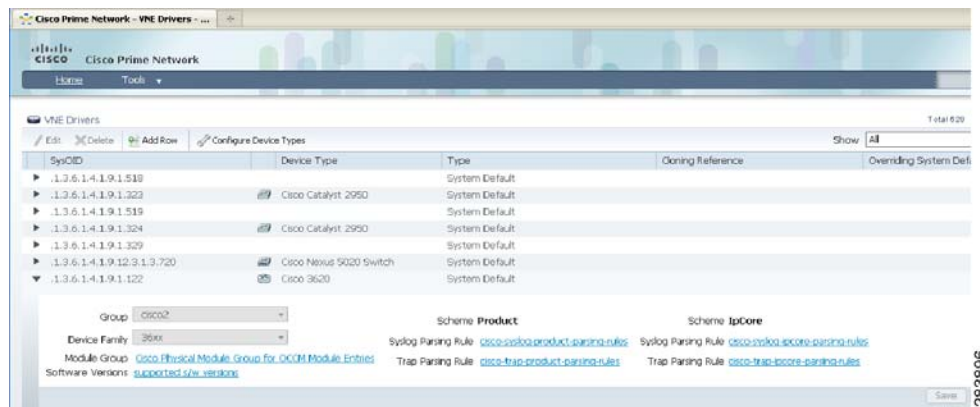 Cisco Prime Network - VNE Drivers - ...
CISCO Cisco Prime Network
Home Tools
VNE Drivers Total 620
Edit Delete Add Row Configure Device Types Show All
SysOID Device Type Type Cloning Reference Overriding System Def
.1.3.6.1.4.1.9.1.518 System Default
.1.3.6.1.4.1.9.1.323 Cisco Catalyst 2950 System Default
.1.3.6.1.4.1.9.1.519 System Default
.1.3.6.1.4.1.9.1.324 Cisco Catalyst 2950 System Default
.1.3.6.1.4.1.9.1.329 System Default
.1.3.6.1.4.1.9.12.3.1.3.720 Cisco Nexus 5020 Switch System Default
.1.3.6.1.4.1.9.1.122 Cisco 3620 System Default
Group cisco2 Scheme Product Scheme IpCore
Device Family 36xx Syslog Parsing Rule cisco-syslog-product-parsing-rules Syslog Parsing Rule cisco-syslog-ipcore-parsing-rules
Module Group Cisco Physical Module Group for OCCM Module Entries Trap Parsing Rule cisco-trap-product-parsing-rules Trap Parsing Rule cisco-trap-ipcore-parsing-rules
Software Versions supported s/w versions
Save